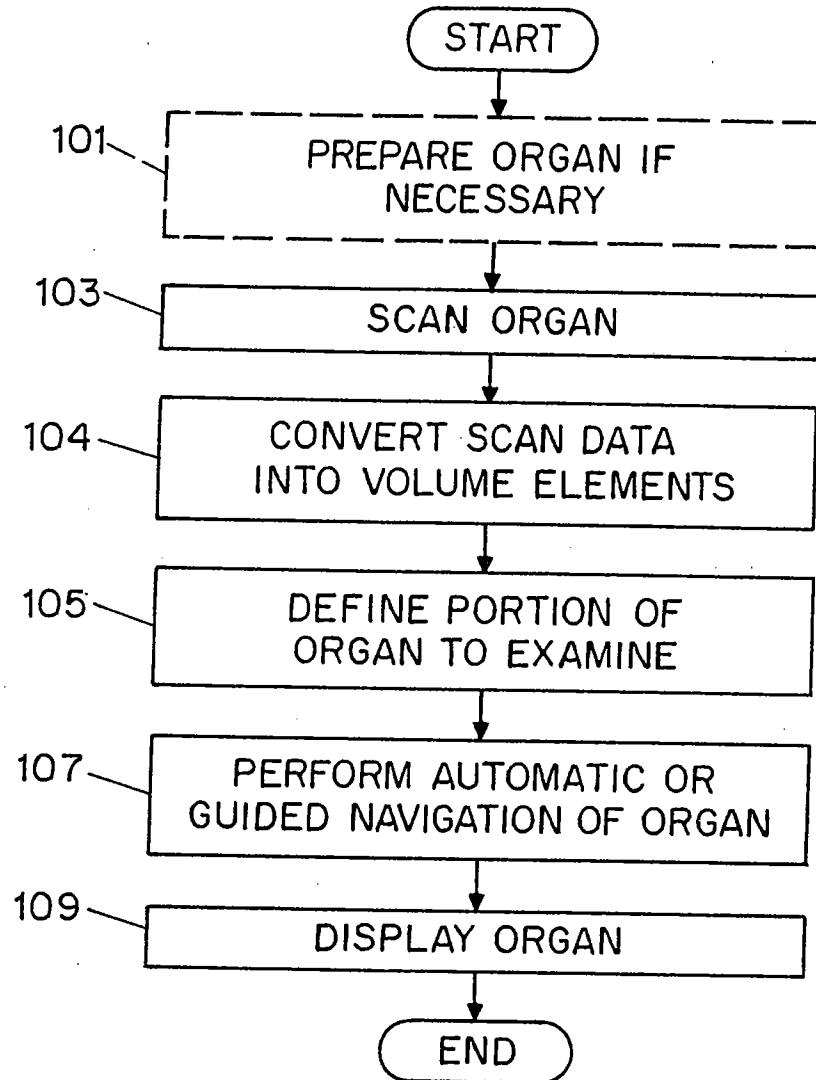 START
101
PREPARE ORGAN IF
NECESSARY
103
SCAN ORGAN
104
CONVERT SCAN DATA
INTO VOLUME ELEMENTS
105
DEFINE PORTION OF
ORGAN TO EXAMINE
107
PERFORM AUTOMATIC OR
GUIDED NAVIGATION OF ORGAN
109
DISPLAY ORGAN
END